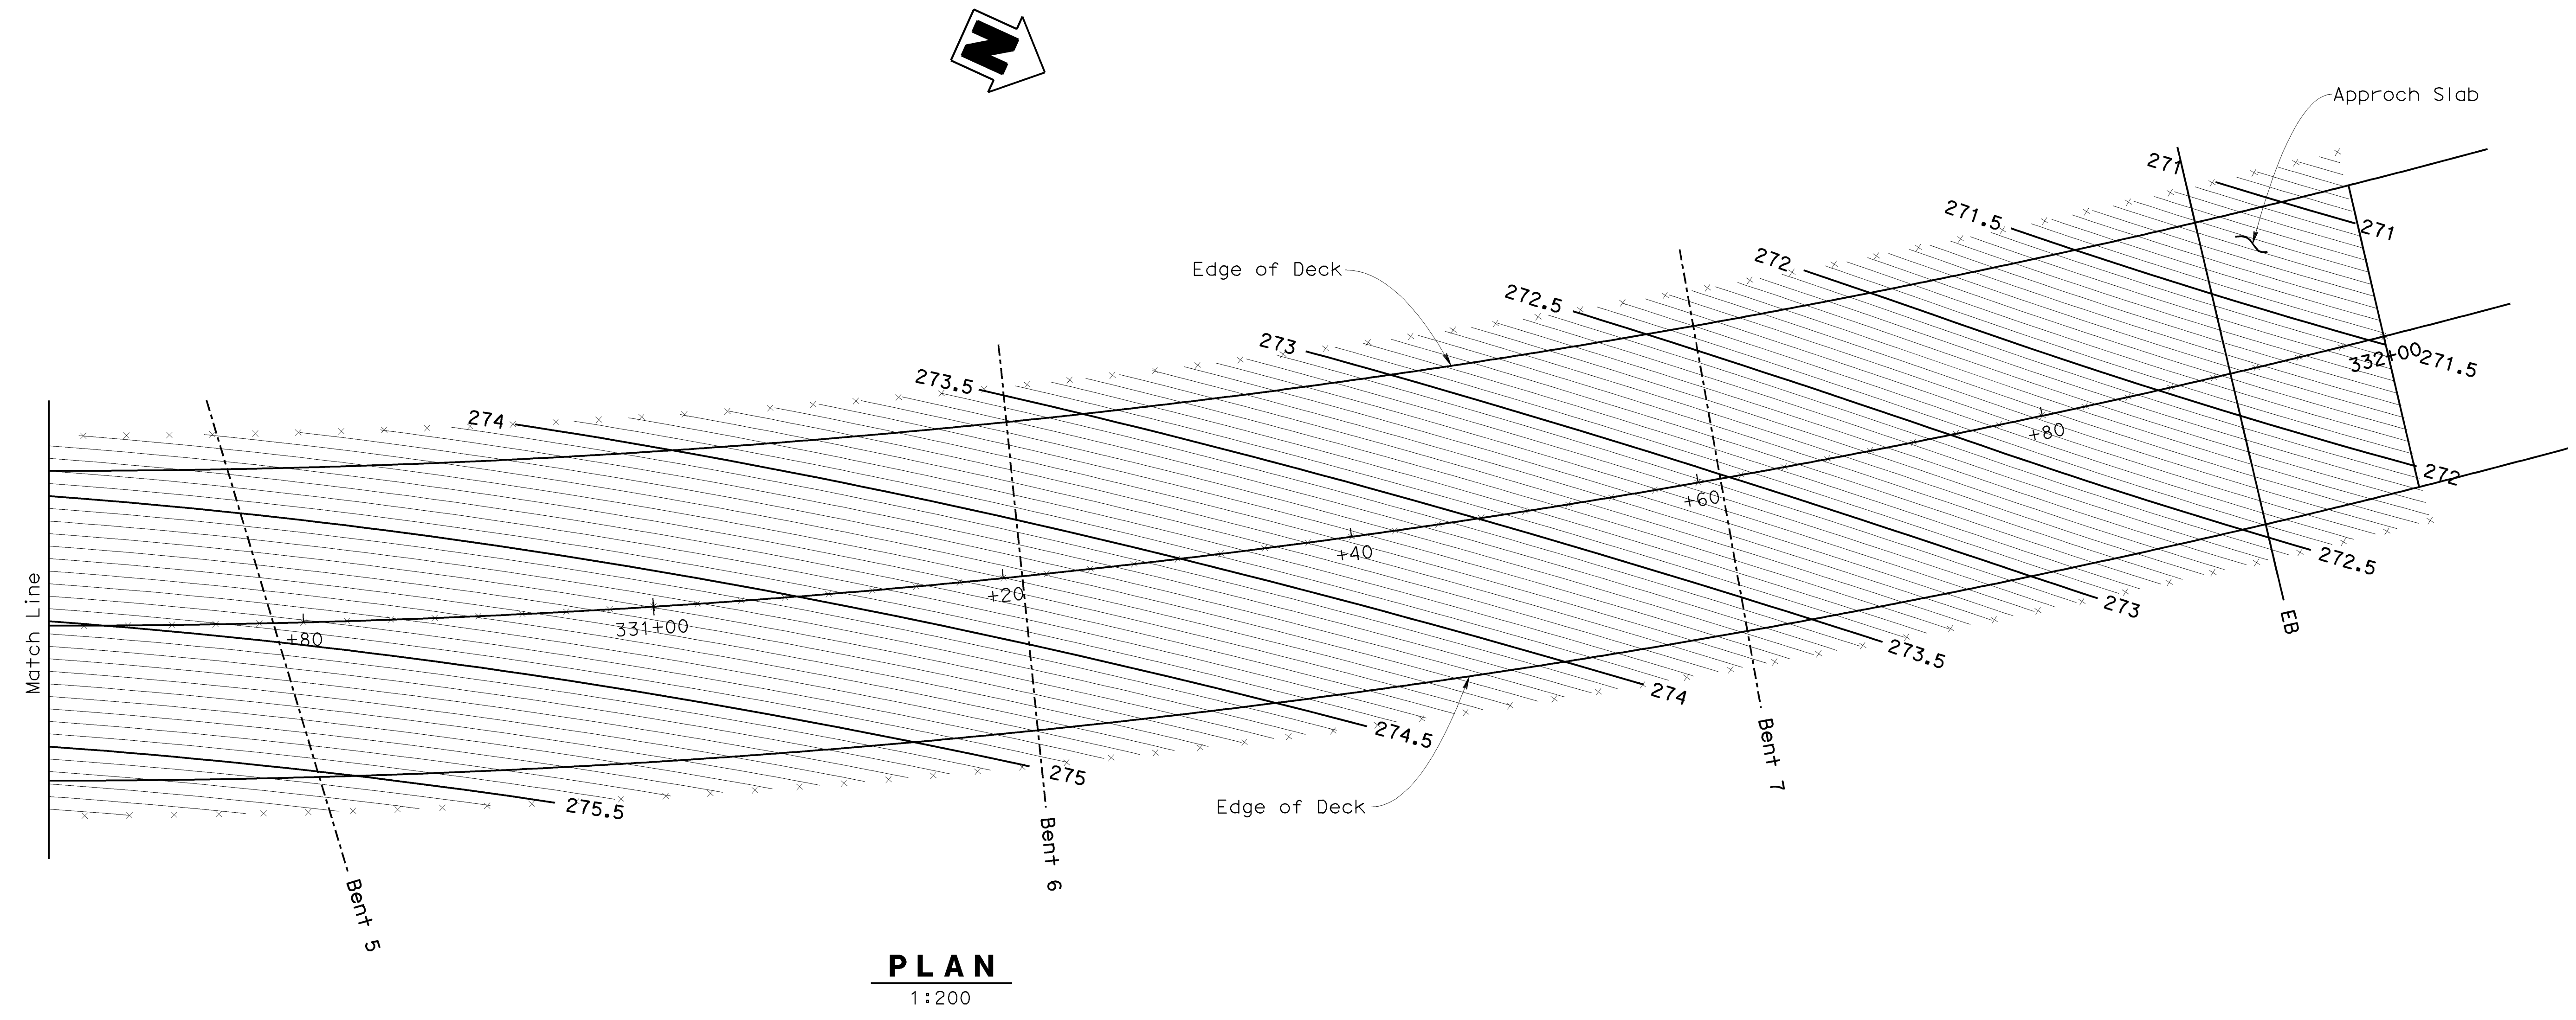 N
Approch Slab
271
271
271.5
272
Edge of Deck
272.5
273
273.5
274
332+00
271.5
+80
272
+60
+40
272.5
+20
273
331+00
+80
273.5
Match Line
274
274.5
275
275.5
Edge of Deck
EB
Bent 7
Bent 6
Bent 5
PLAN
1:200